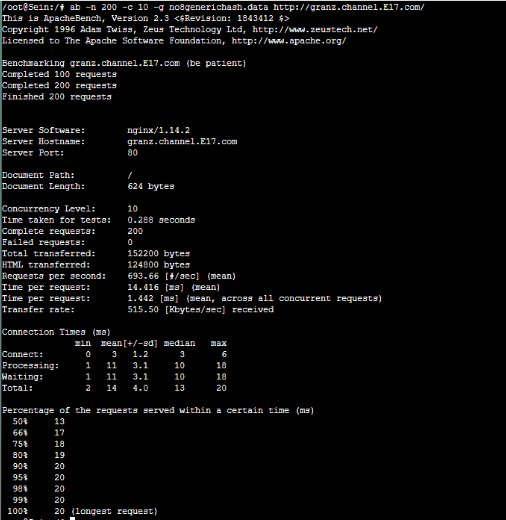 /oot@Sein:/# ab -n 200 -c 10 -g no8generichash.data http://granz.channel.E17.com/
This is ApacheBench, Version 2.3 <$Revision: 1843412 $>
Copyright 1996 Adam Twiss, Zeus Technology Ltd, http://www.zeustech.net/
Licensed to The Apache Software Foundation, http://www.apache.org/

Benchmarking granz.channel.E17.com (be patient)
Completed 100 requests
Completed 200 requests
Finished 200 requests

Server Software:        nginx/1.14.2
Server Hostname:        granz.channel.E17.com
Server Port:            80

Document Path:          /
Document Length:        624 bytes

Concurrency Level:      10
Time taken for tests:   0.288 seconds
Complete requests:      200
Failed requests:        0
Total transferred:      152200 bytes
HTML transferred:       124800 bytes
Requests per second:    693.66 [#/sec] (mean)
Time per request:       14.416 [ms] (mean)
Time per request:       1.442 [ms] (mean, across all concurrent requests)
Transfer rate:          515.50 [Kbytes/sec] received

Connection Times (ms)
              min  mean[+/-sd] median   max
Connect:        0    3   1.2      3       6
Processing:     1   11   3.1     10      18
Waiting:        1   11   3.1     10      18
Total:          2   14   4.0     13      20

Percentage of the requests served within a certain time (ms)
  50%     13
  66%     17
  75%     18
  80%     19
  90%     20
  95%     20
  98%     20
  99%     20
 100%     20 (longest request)